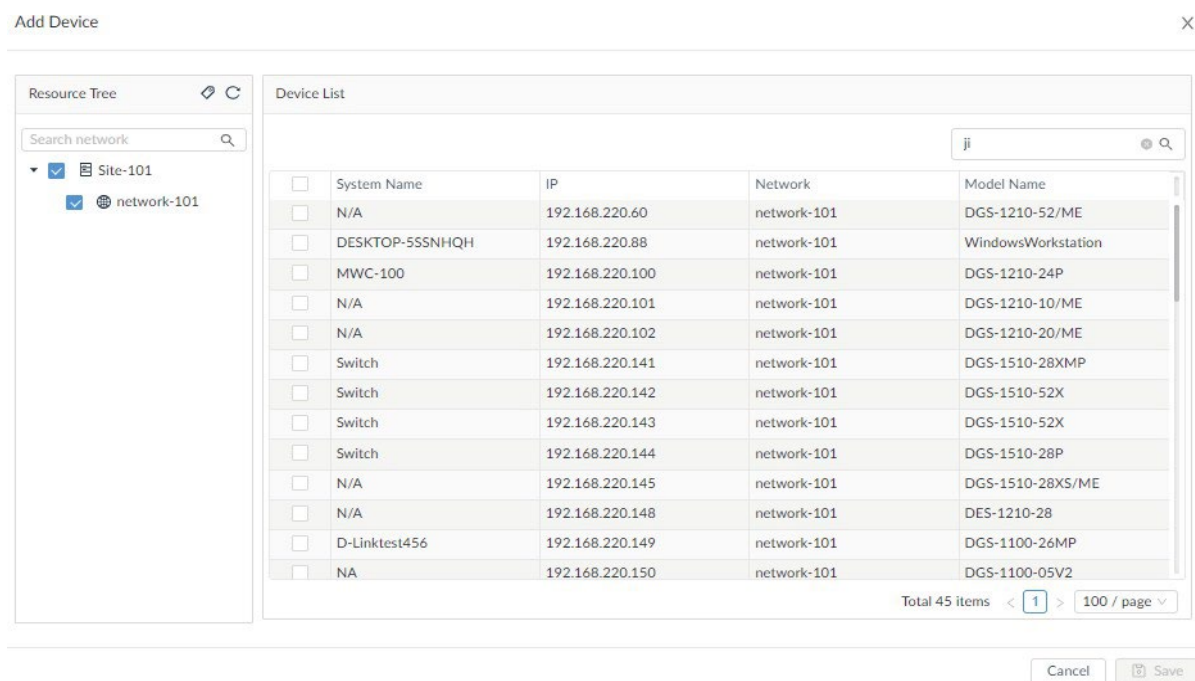 Add Device
Resource Tree
Search network
Site-101
network-101
Device List
ji
System Name IP Network Model Name
N/A 192.168.220.60 network-101 DGS-1210-52/ME
DESKTOP-5SSNHQH 192.168.220.88 network-101 WindowsWorkstation
MWC-100 192.168.220.100 network-101 DGS-1210-24P
N/A 192.168.220.101 network-101 DGS-1210-10/ME
N/A 192.168.220.102 network-101 DGS-1210-20/ME
Switch 192.168.220.141 network-101 DGS-1510-28XMP
Switch 192.168.220.142 network-101 DGS-1510-52X
Switch 192.168.220.143 network-101 DGS-1510-52X
Switch 192.168.220.144 network-101 DGS-1510-28P
N/A 192.168.220.145 network-101 DGS-1510-28XS/ME
N/A 192.168.220.148 network-101 DES-1210-28
D-Linktest456 192.168.220.149 network-101 DGS-1100-26MP
NA 192.168.220.150 network-101 DGS-1100-05V2
Total 45 items < 1 > 100 / page
Cancel Save